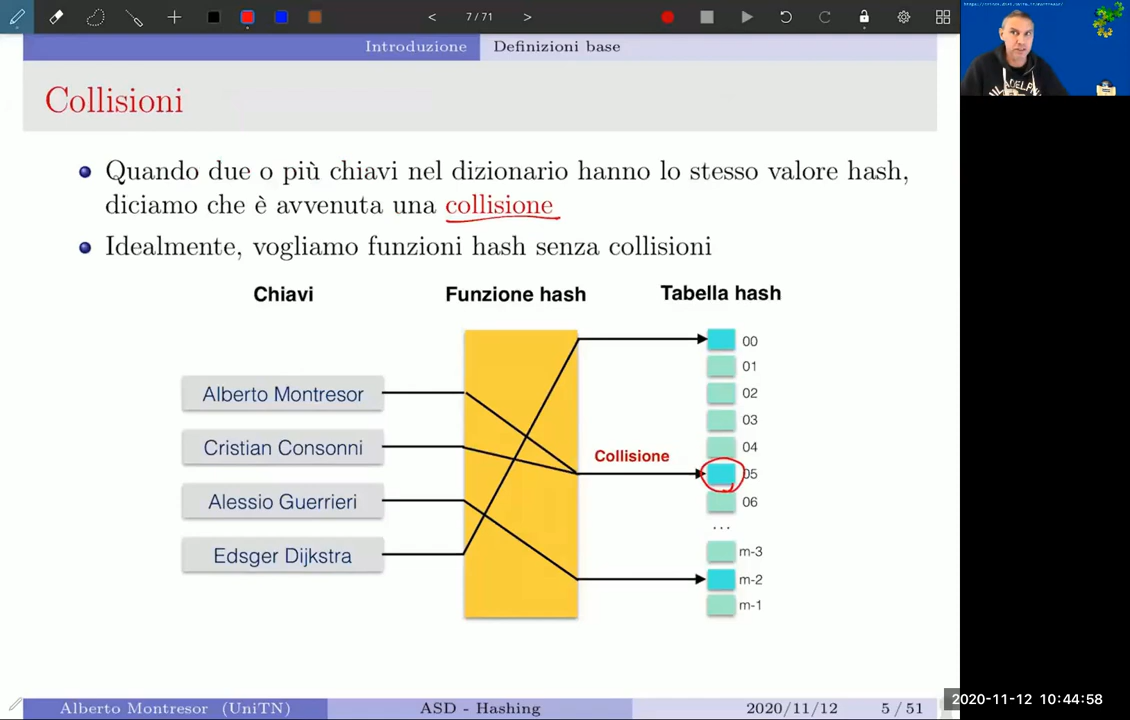 7 / 71
Introduzione Definizioni base
Collisioni
Quando due o più chiavi nel dizionario hanno lo stesso valore hash,
diciamo che è avvenuta una collisione
Idealmente, vogliamo funzioni hash senza collisioni
Chiavi Funzione hash Tabella hash
00
01
Alberto Montresor 02
03
Cristian Consonni 04
Collisione
05
Alessio Guerrieri 06
...
Edsger Dijkstra m-3
m-2
m-1
2020-11-12 10:44:58
Alberto Montresor (UniTN) ASD - Hashing 2020/11/12 5 / 51